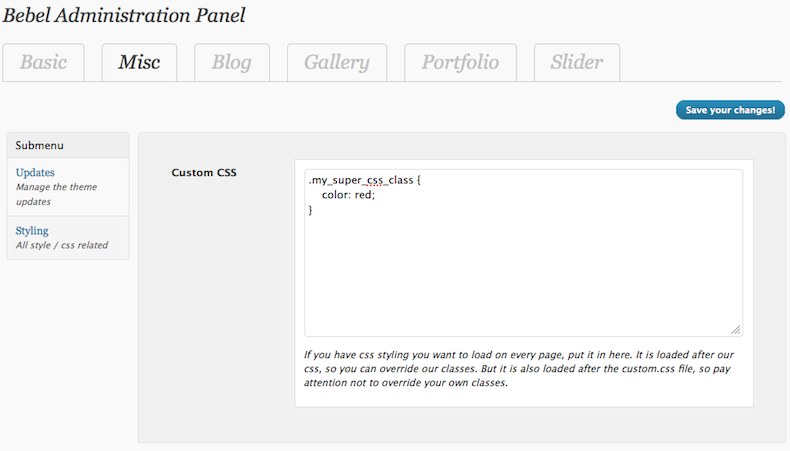 Bebel Administration Panel
Basic
Misc
Blog
Gallery
Portfolio
Slider
Save your changes!
Submenu
Updates
Manage the theme
updates
Styling
All style / css related
Custom CSS
.my_super_css_class {
    color: red;
}
If you have css styling you want to load on every page, put it in here. It is loaded after our
css, so you can override our classes. But it is also loaded after the custom.css file, so pay
attention not to override your own classes.